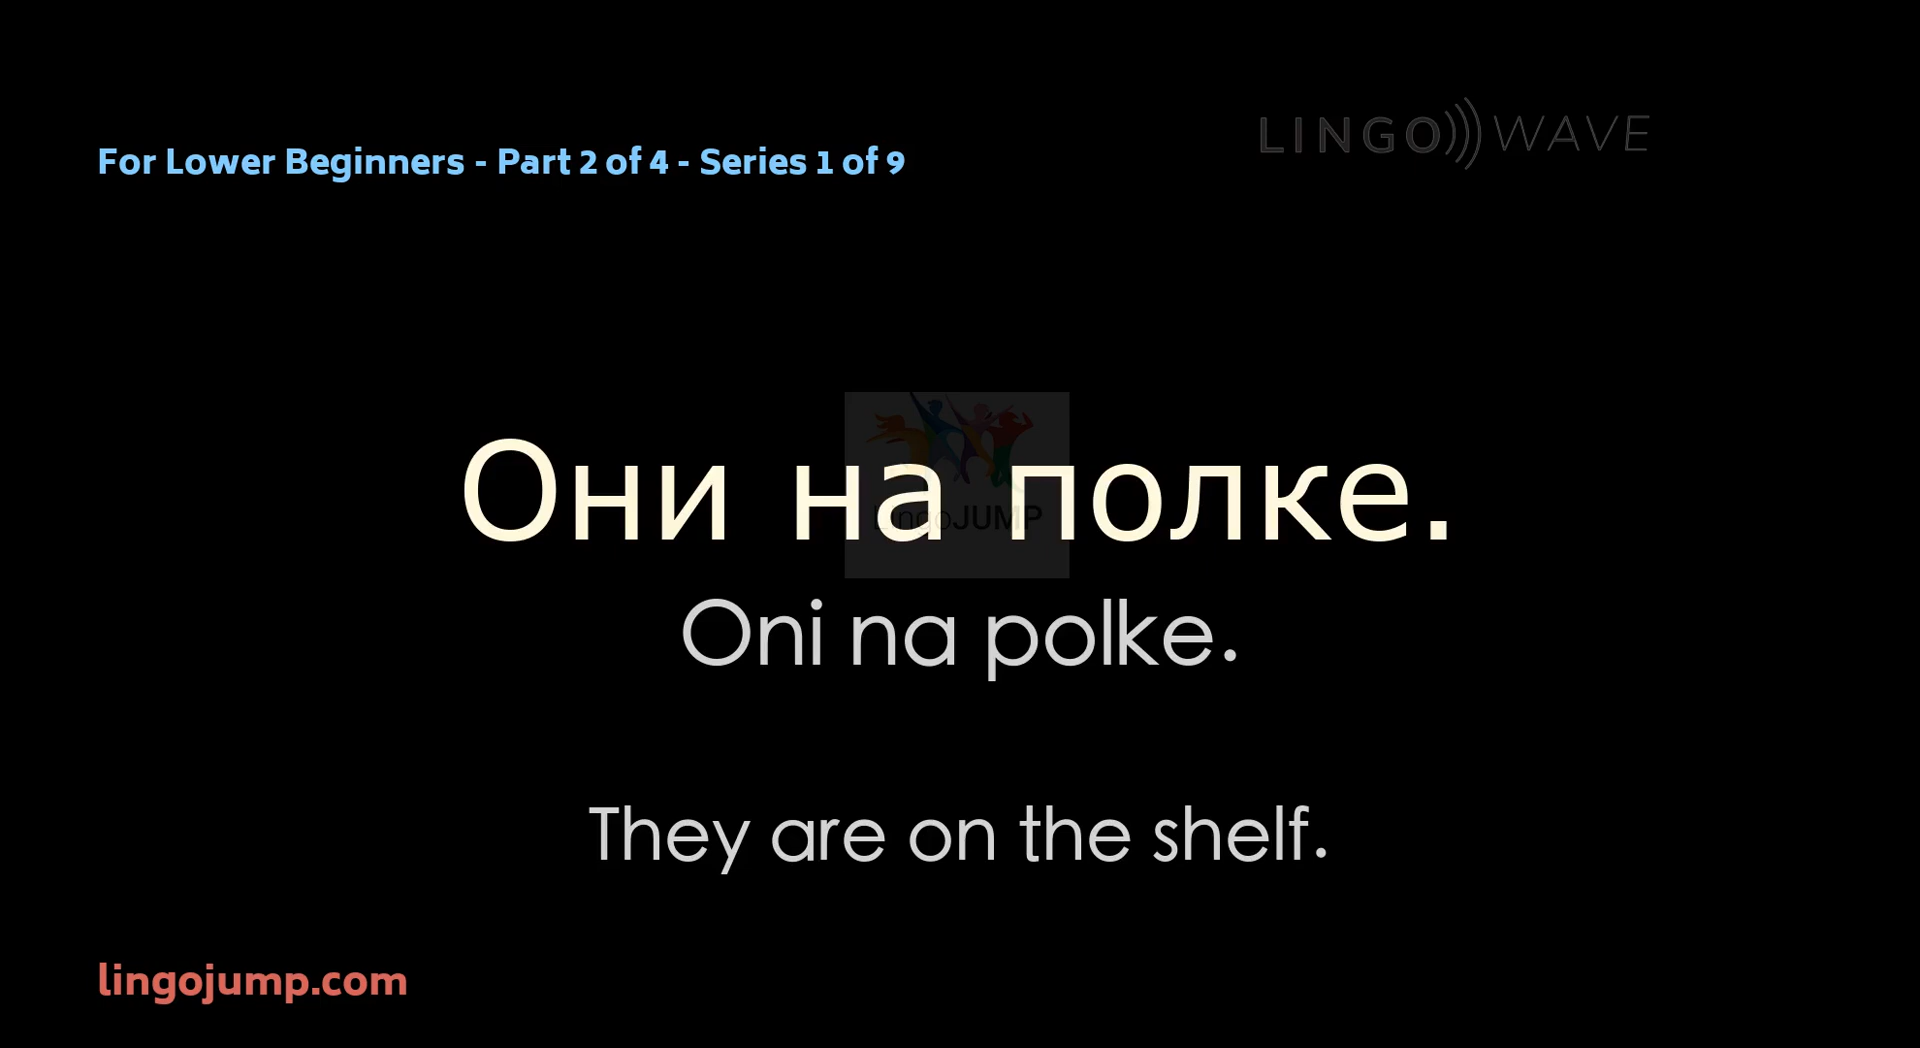 LINGO WAVE
For Lower Beginners - Part 2 of 4 - Series 1 of 9
Они на полке.
LingoJUMP
Oni na polke.
They are on the shelf.
lingojump.com